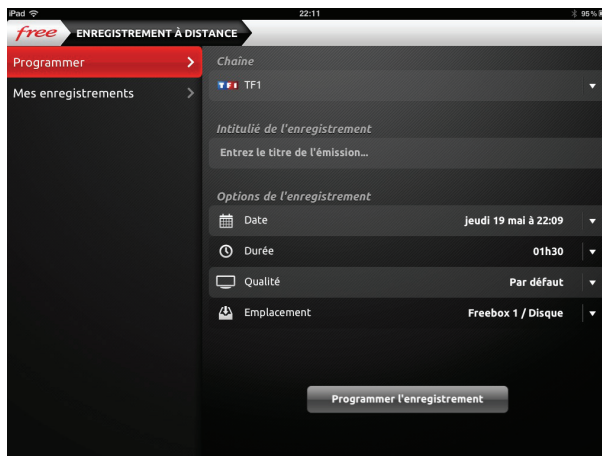 iPad 22:11 95 %
free ENREGISTREMENT À DISTANCE
Programmer
Mes enregistrements
Chaîne
TF1 TF1
Intitulié de l'enregistrement
Entrez le titre de l'émission...
Options de l'enregistrement
Date jeudi 19 mai à 22:09
Durée 01h30
Qualité Par défaut
Emplacement Freebox 1 / Disque
Programmer l'enregistrement